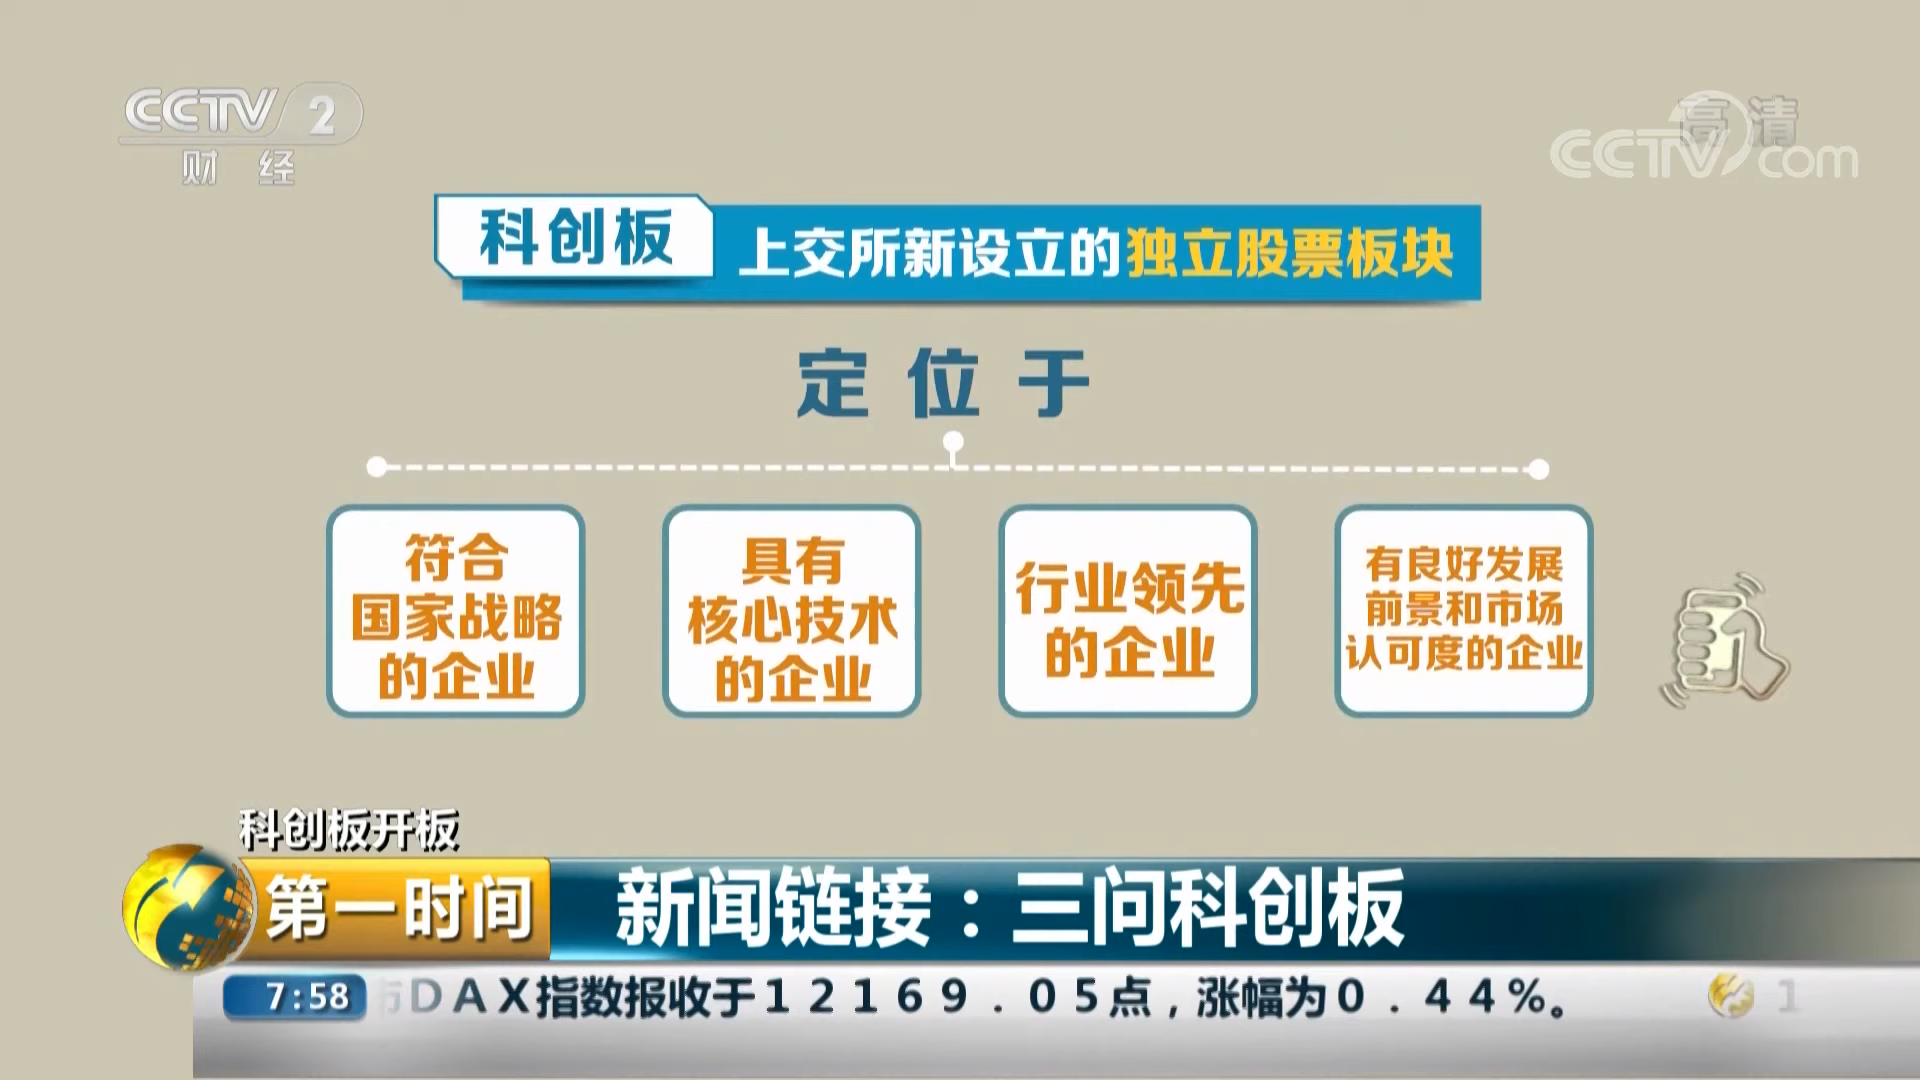 CCTV 2
财 经
高清
CCTV com
科创板
上交所新设立的独立股票板块
定位于
符合
国家战略
的企业
具有
核心技术
的企业
行业领先
的企业
有良好发展
前景和市场
认可度的企业
科创板开板
第一时间
新闻链接：三问科创板
7:58
DAX指数报收于12169.05点，涨幅为0.44%。
1